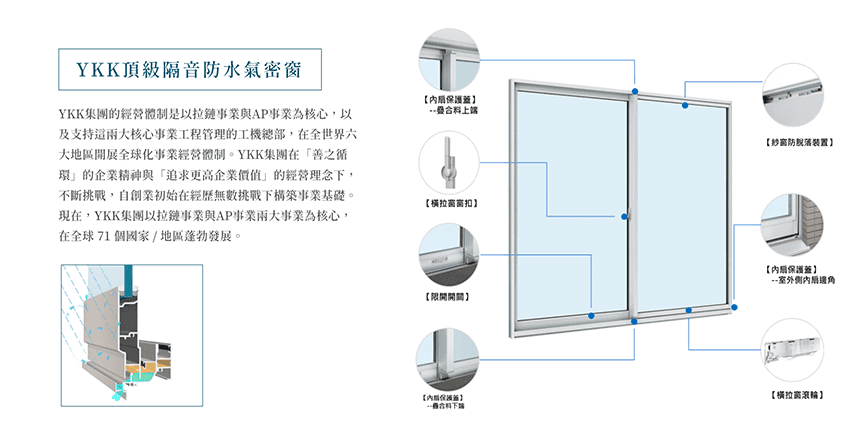 YKK頂級隔音防水氣密窗
YKK集團的經營體制是以拉鏈事業與AP事業為核心，以
及支持這兩大核心事業工程管理的工機總部，在全世界六
大地區開展全球化事業經營體制。YKK集團在「善之循
環」的企業精神與「追求更高企業價值」的經營理念下，
不斷挑戰，自創業初始在經歷無數挑戰下構築事業基礎。
現在，YKK集團以拉鏈事業與AP事業兩大事業為核心，
在全球 71 個國家 / 地區蓬勃發展。
【內扇保護蓋】
--疊合料上端
【橫拉窗窗扣】
【限開開關】
【內扇保護蓋】
--疊合料下端
【紗窗防脫落裝置】
【內扇保護蓋】
--室外側內扇邊角
【橫拉窗滾輪】